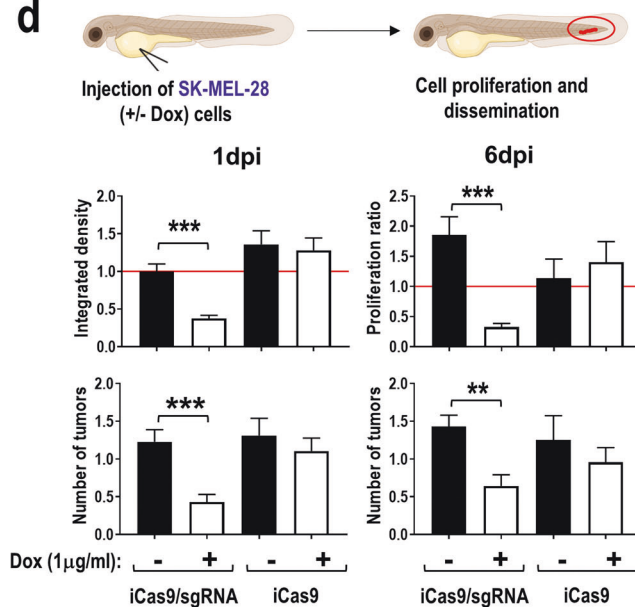 d
Injection of SK-MEL-28
(+/- Dox) cells
Cell proliferation and
dissemination
1dpi
6dpi
Integrated density
2.0
1.5
1.0
0.5
0.0
***
Proliferation ratio
2.5
2.0
1.5
1.0
0.5
0.0
***
Number of tumors
2.0
1.5
1.0
0.5
0.0
***
Number of tumors
2.0
1.5
1.0
0.5
0.0
**
Dox (1μg/ml): - + - + - + - +
iCas9/sgRNA iCas9 iCas9/sgRNA iCas9